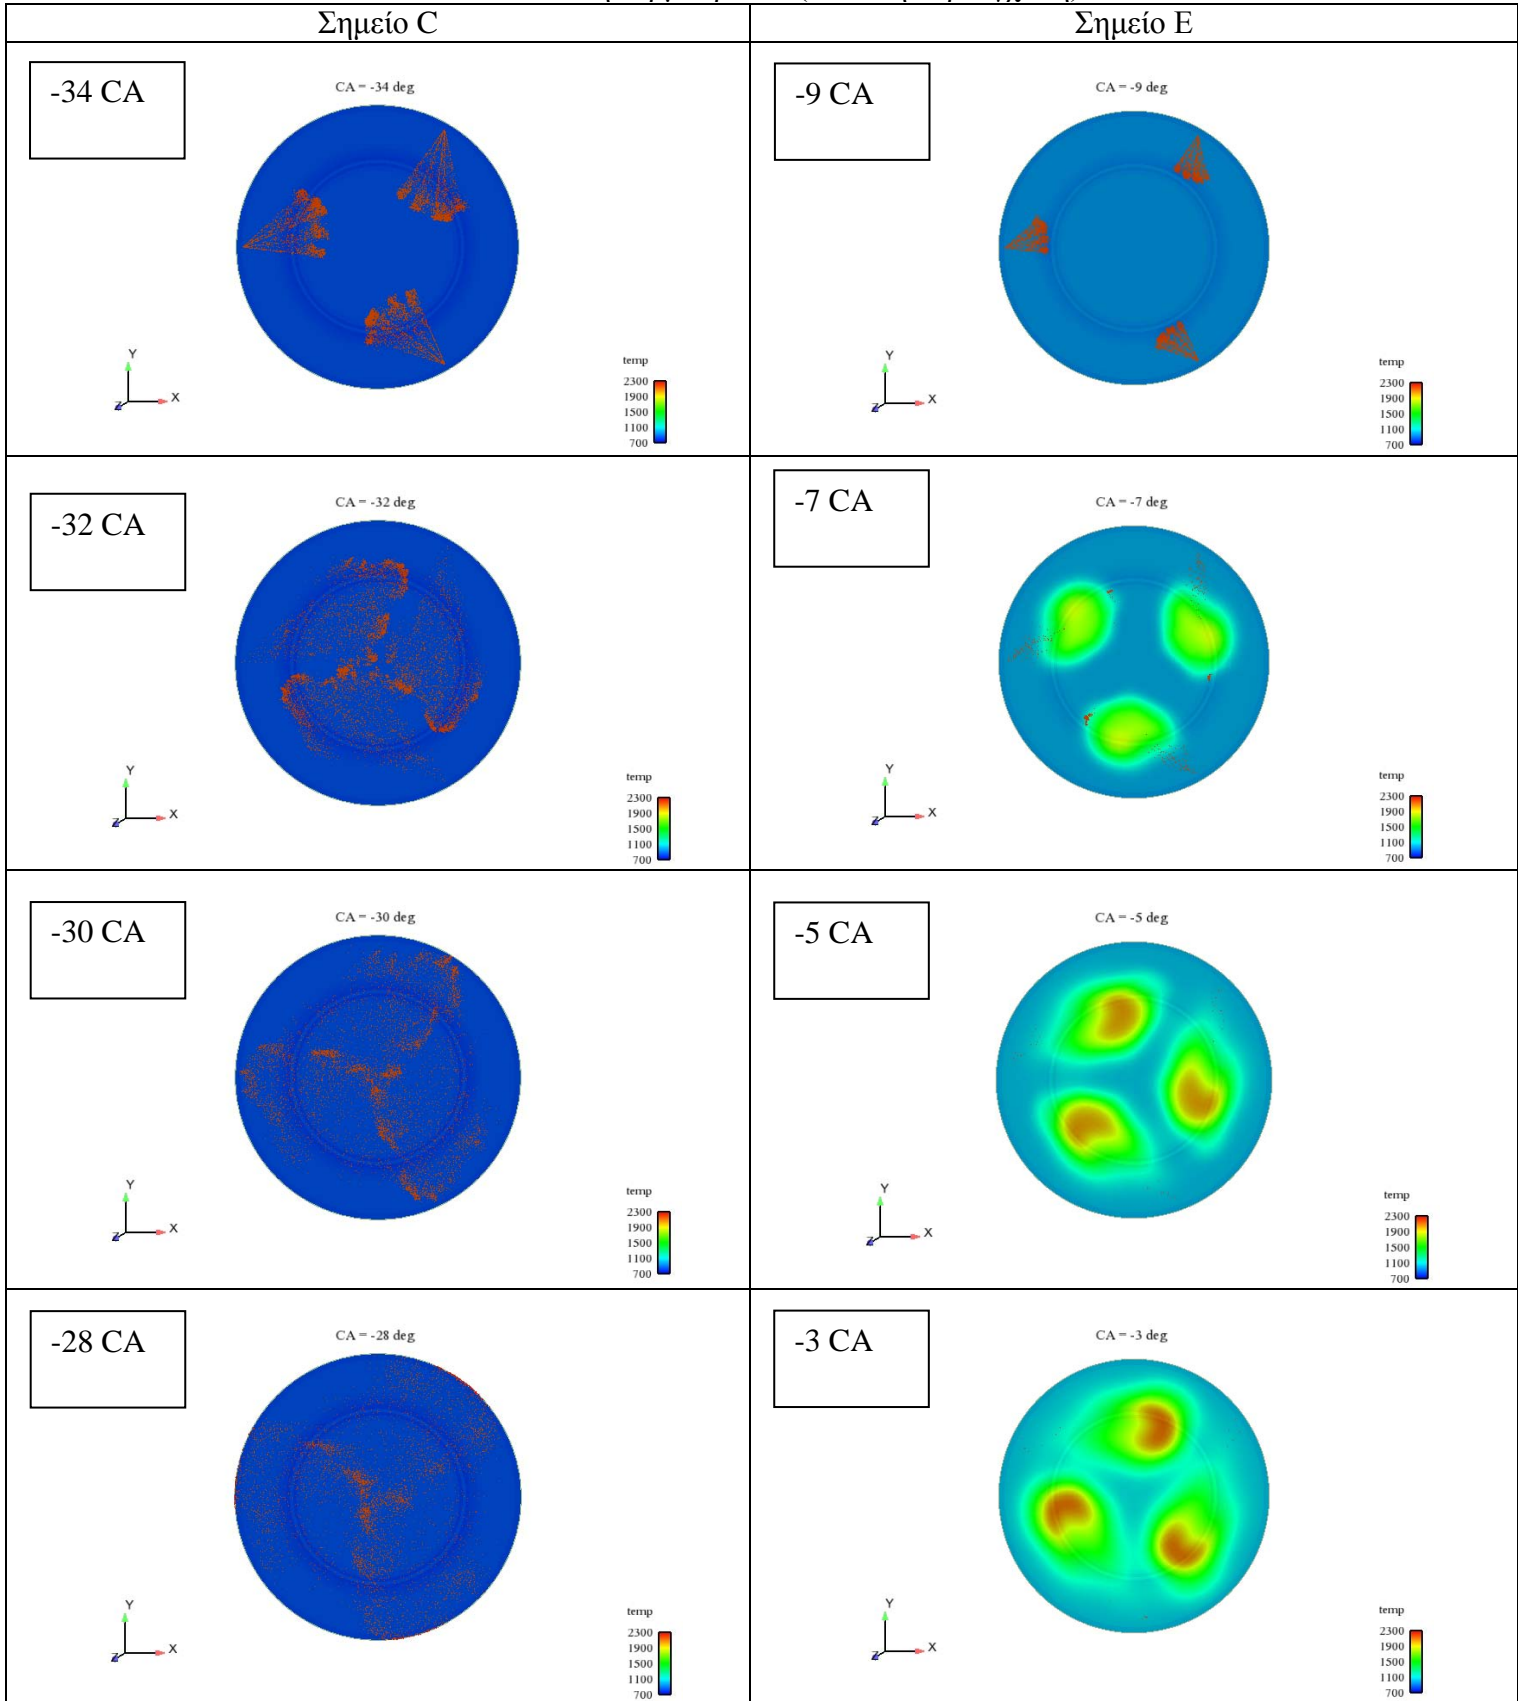 Σημείο C
Σημείο E
-34 CA
CA = -34 deg
Y
X
Z
temp
2300
1900
1500
1100
700
-9 CA
CA = -9 deg
Y
X
Z
temp
2300
1900
1500
1100
700
-32 CA
CA = -32 deg
Y
X
Z
temp
2300
1900
1500
1100
700
-7 CA
CA = -7 deg
Y
X
Z
temp
2300
1900
1500
1100
700
-30 CA
CA = -30 deg
Y
X
Z
temp
2300
1900
1500
1100
700
-5 CA
CA = -5 deg
Y
X
Z
temp
2300
1900
1500
1100
700
-28 CA
CA = -28 deg
Y
X
Z
temp
2300
1900
1500
1100
700
-3 CA
CA = -3 deg
Y
X
Z
temp
2300
1900
1500
1100
700